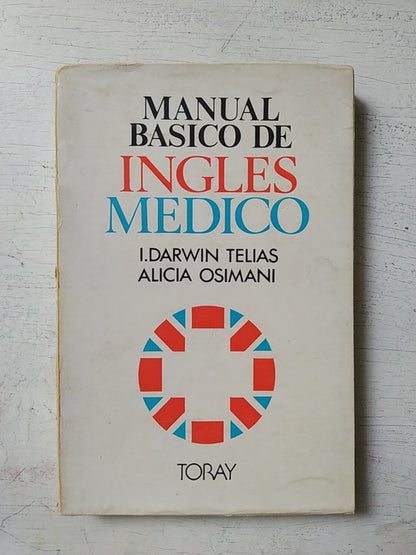 MANUAL
BASICO DE
INGLES
MEDICO
I.DARWIN TELIAS
ALICIA OSIMANI
TORAY